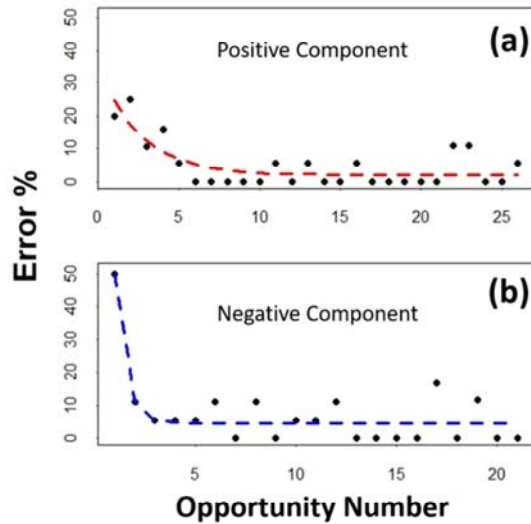 (a)
Positive Component
50
40
30
20
10
0
0 5 10 15 20 25
Error %
(b)
Negative Component
50
40
30
20
10
0
5 10 15 20
Opportunity Number